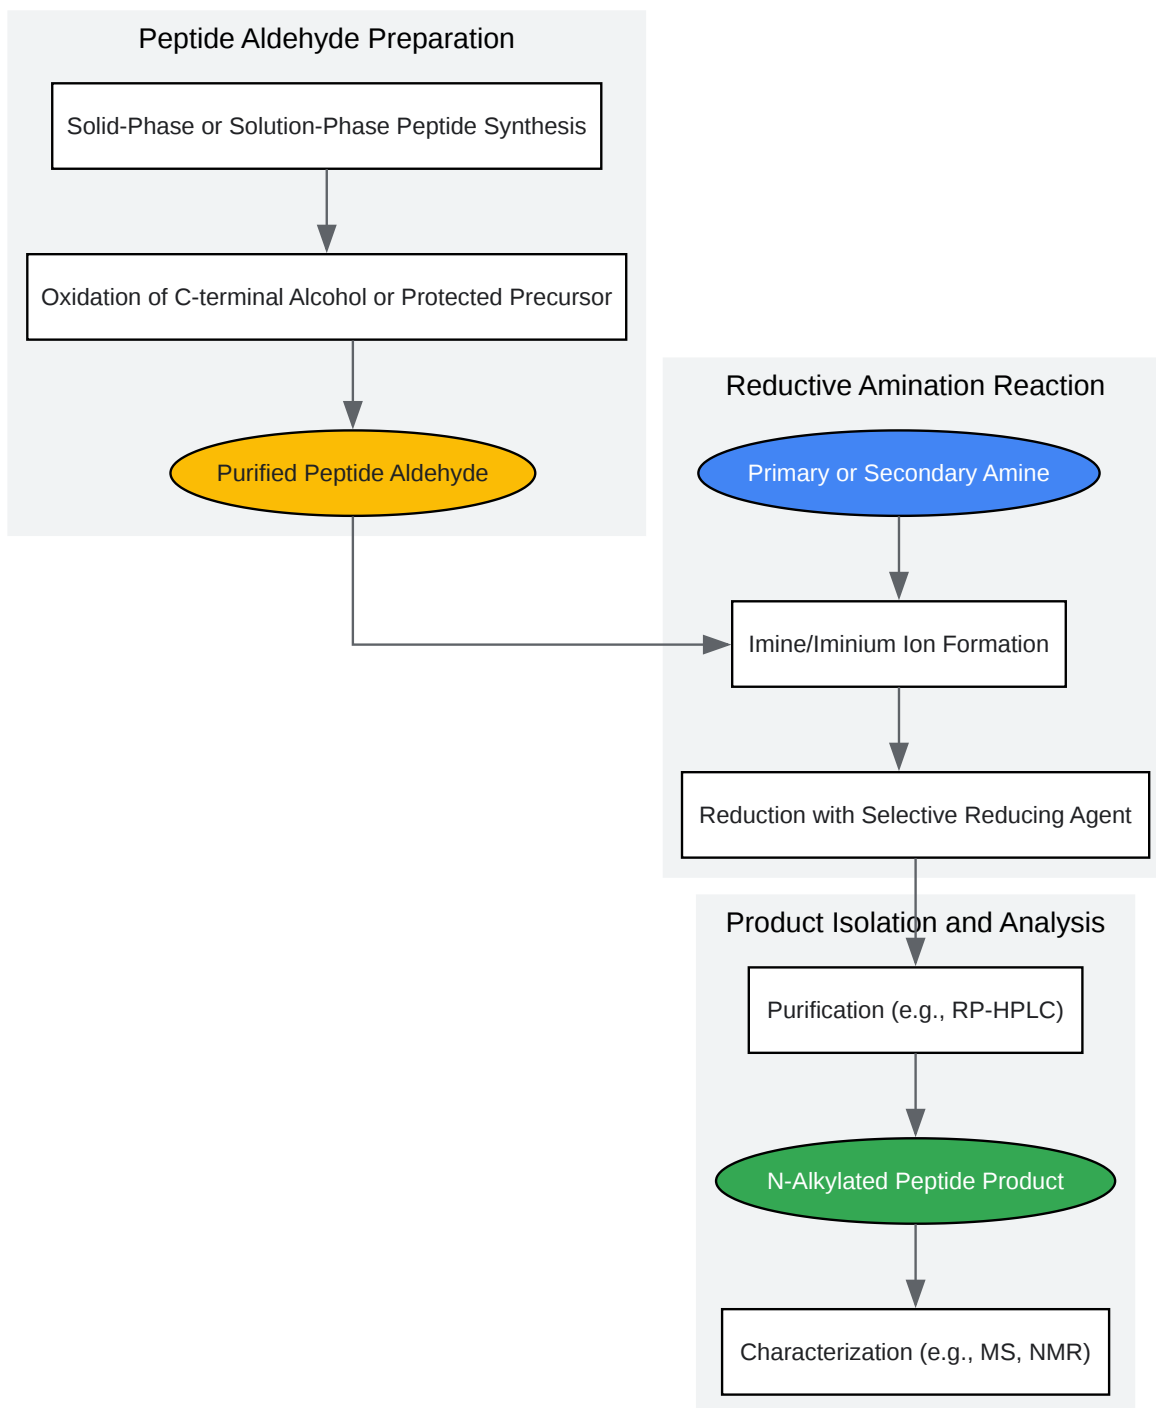 Peptide Aldehyde Preparation
Solid-Phase or Solution-Phase Peptide Synthesis
Oxidation of C-terminal Alcohol or Protected Precursor
Purified Peptide Aldehyde
Reductive Amination Reaction
Primary or Secondary Amine
Imine/Iminium Ion Formation
Reduction with Selective Reducing Agent
Product Isolation and Analysis
Purification (e.g., RP-HPLC)
N-Alkylated Peptide Product
Characterization (e.g., MS, NMR)